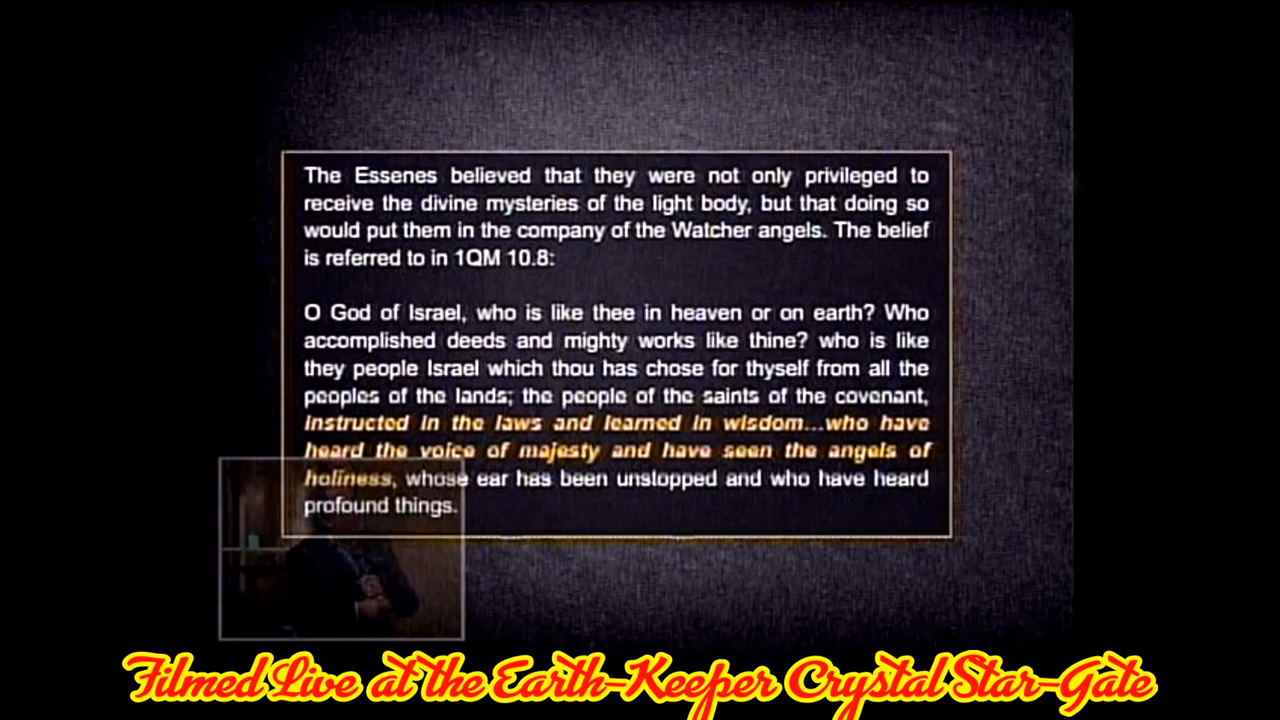 The Essenes believed that they were not only privileged to
receive the divine mysteries of the light body, but that doing so
would put them in the company of the Watcher angels. The belief
is referred to in 1QM 10.8:
O God of Israel, who is like thee in heaven or on earth? Who
accomplished deeds and mighty works like thine? who is like
they people Israel which thou has chose for thyself from all the
peoples of the lands; the people of the saints of the covenant,
instructed in the laws and learned in wisdom...who have
heard the voice of majesty and have seen the angels of
holiness, whose ear has been unstopped and who have heard
profound things.
Filmed Live at the Earth-Keeper Crystal Star-Gate